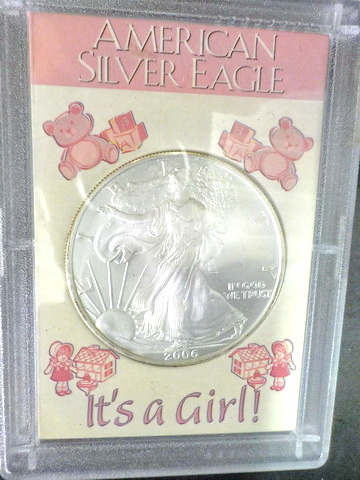 AMERICAN
SILVER EAGLE
IN GOD
WE TRUST
2006
It's a Girl!